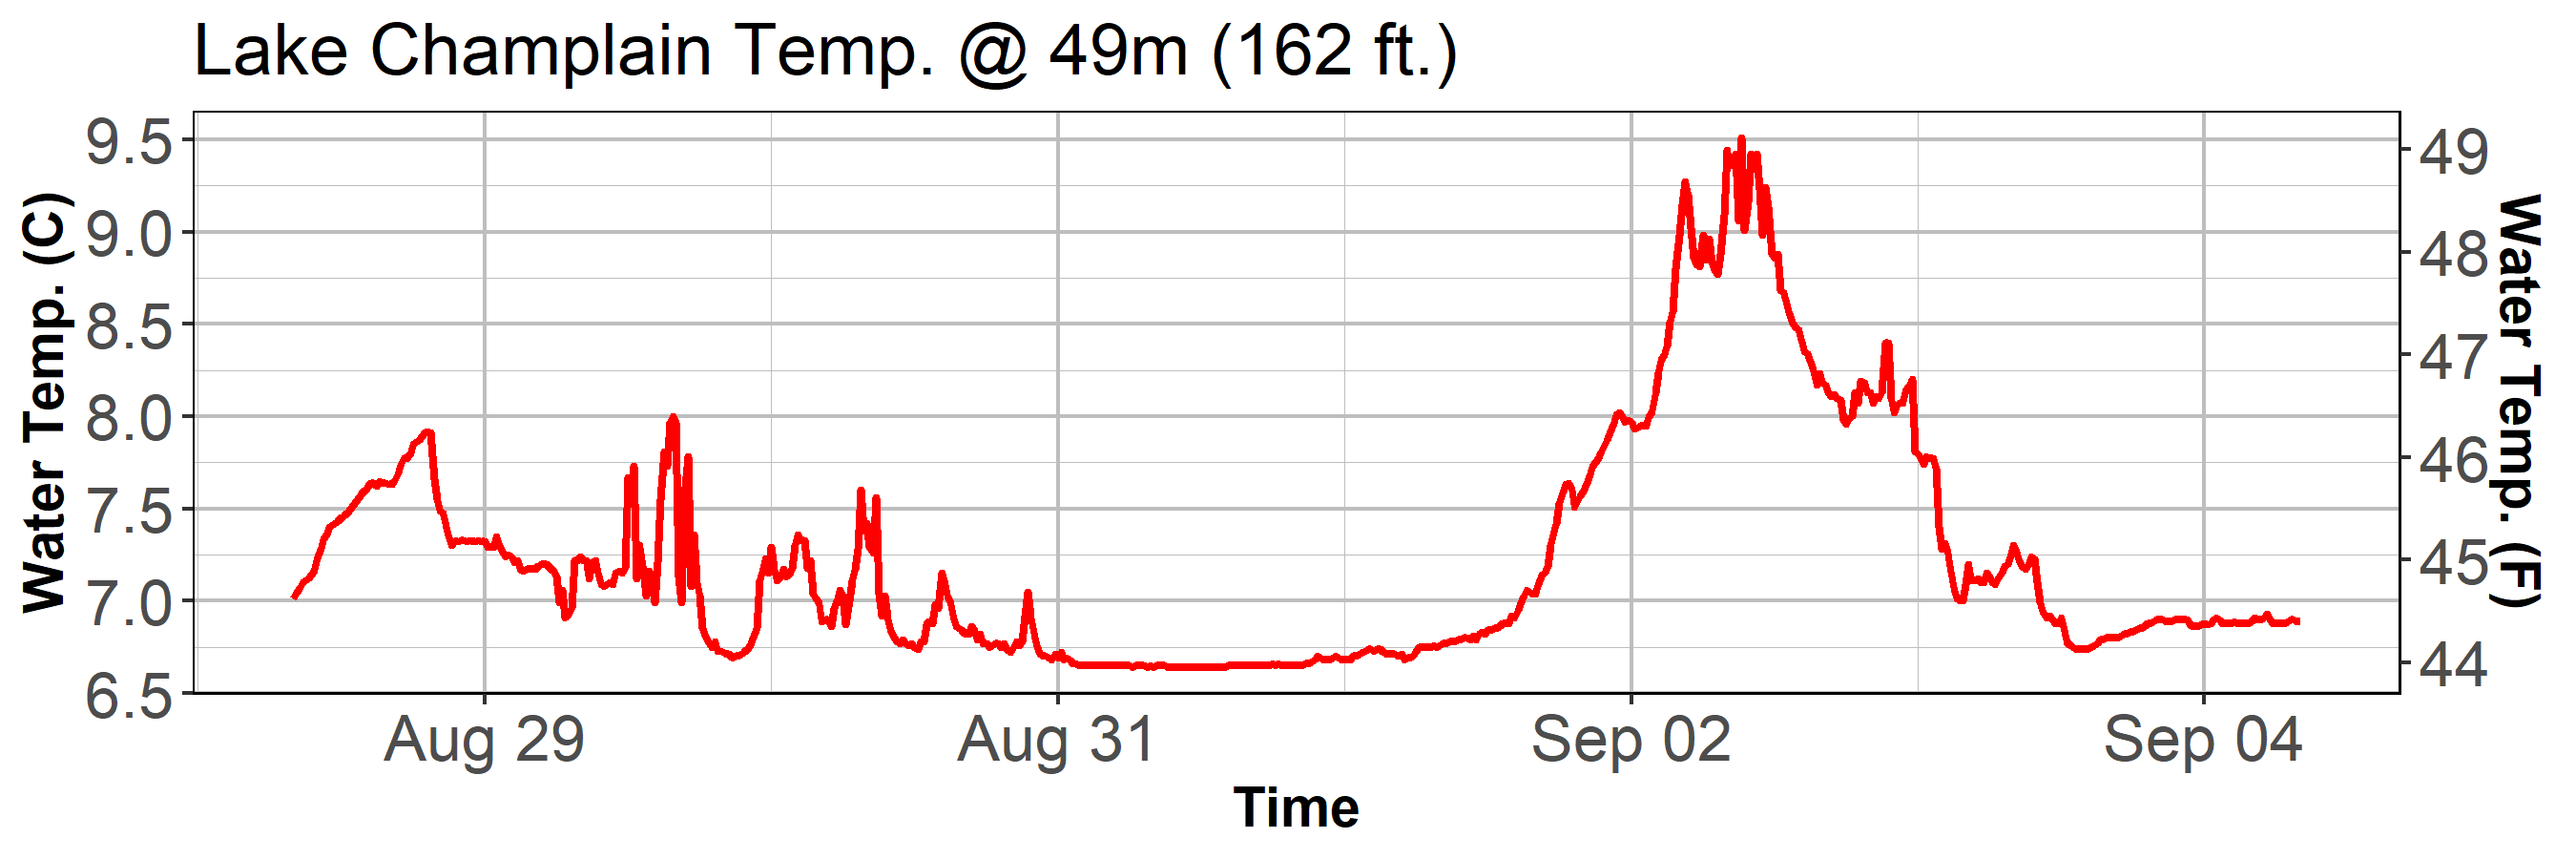 Lake Champlain Temp. @ 49m (162 ft.)
Water Temp. (C)
9.5
9.0
8.5
8.0
7.5
7.0
6.5
49
48
47
46
45
44
Water Temp. (F)
Aug 29
Aug 31
Sep 02
Sep 04
Time